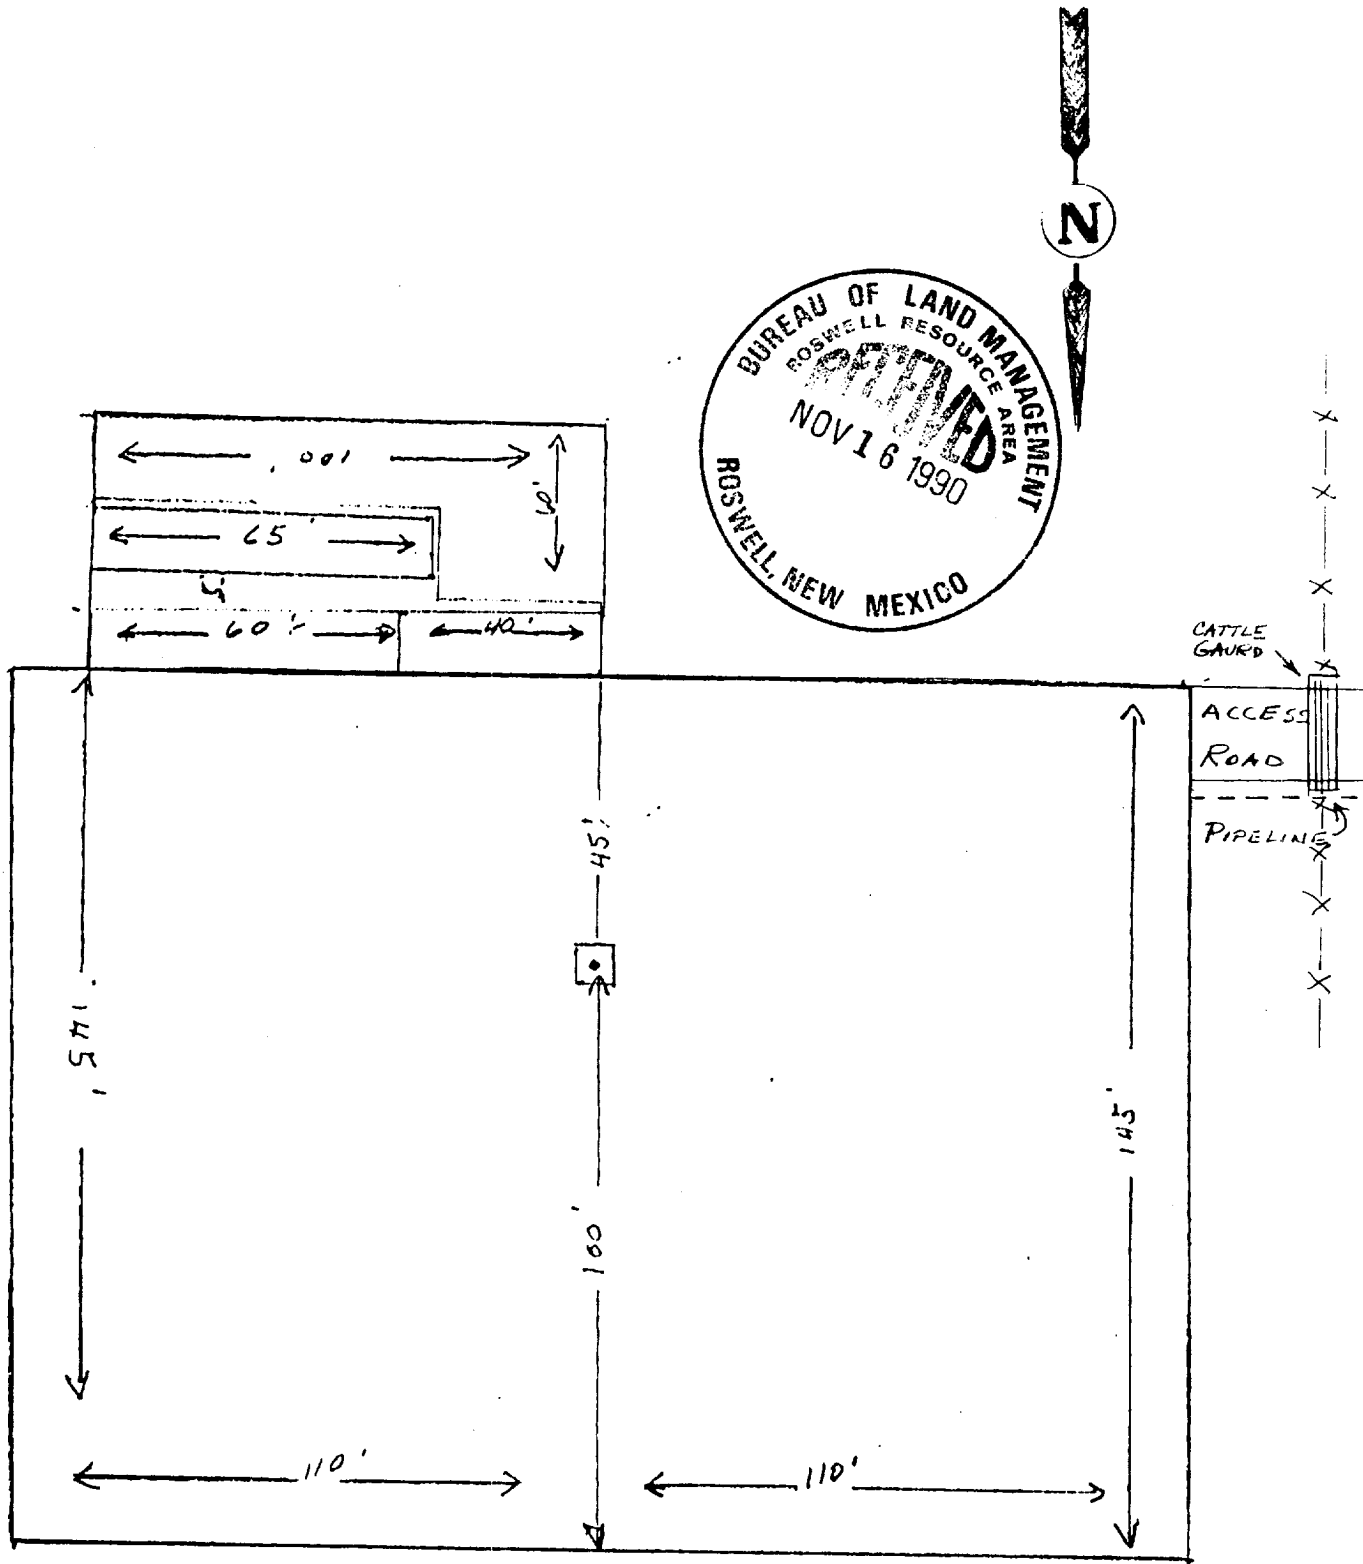 N
BUREAU OF LAND MANAGEMENT
ROSWELL RESOURCE AREA
RECEIVED
NOV 16 1990
ROSWELL, NEW MEXICO
100'
65'
60'
40'
CATTLE
GAURD
ACCESS
ROAD
PIPELINE
45'
145'
145'
100'
110'
110'